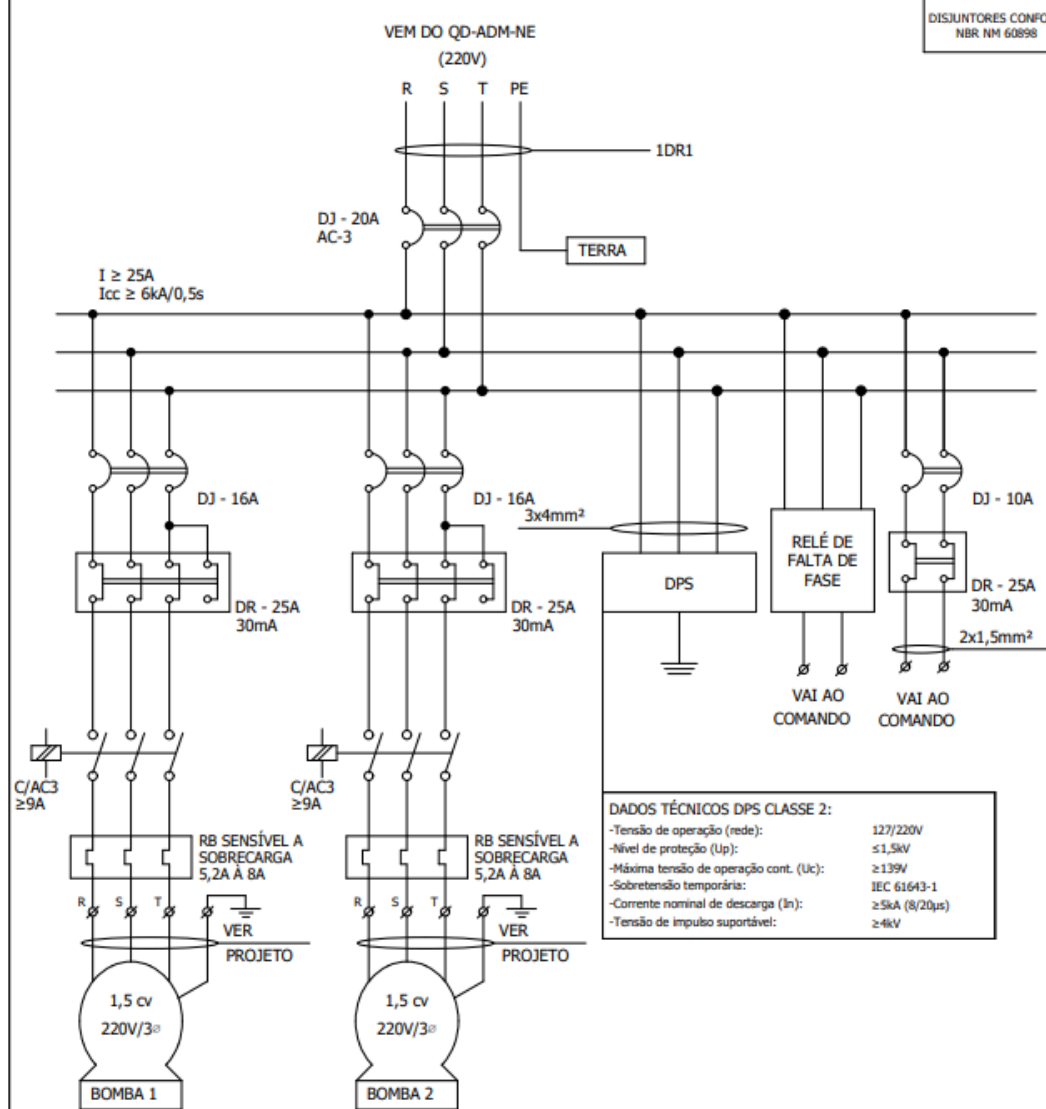 DISJUNTORES CONFO
NBR NM 60898
VEM DO QD-ADM-NE
(220V)
R S T PE
1DR1
DJ - 20A
AC-3
TERRA
I ≥ 25A
Icc ≥ 6kA/0,5s
DJ - 16A
DJ - 16A
DJ - 10A
3x4mm²
DR - 25A
30mA
DR - 25A
30mA
DPS
RELÉ DE
FALTA DE
FASE
DR - 25A
30mA
2x1,5mm²
VAI AO
COMANDO
VAI AO
COMANDO
C/AC3
≥9A
C/AC3
≥9A
RB SENSÍVEL A
SOBRECARGA
5,2A À 8A
RB SENSÍVEL A
SOBRECARGA
5,2A À 8A
DADOS TÉCNICOS DPS CLASSE 2:
-Tensão de operação (rede): 127/220V
-Nível de proteção (Up): ≤1,5kV
-Máxima tensão de operação cont. (Uc): ≥139V
-Sobretensão temporária: IEC 61643-1
-Corrente nominal de descarga (In): ≥5kA (8/20µs)
-Tensão de impulso suportável: ≥4kV
R S T
VER
PROJETO
R S T
VER
PROJETO
1,5 cv
220V/3ø
BOMBA 1
1,5 cv
220V/3ø
BOMBA 2